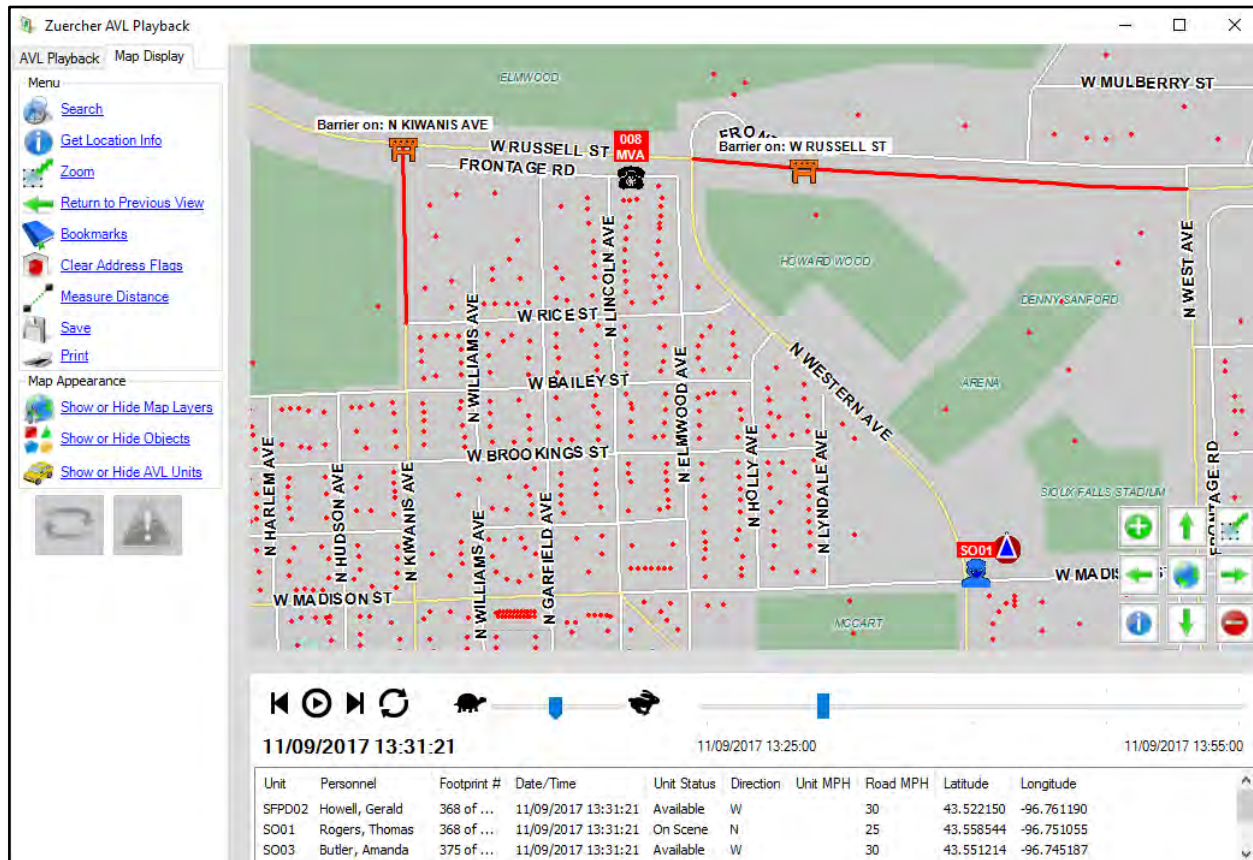 Zuercher AVL Playback
AVL Playback
Map Display
Menu
Search
Get Location Info
Zoom
Return to Previous View
Bookmarks
Clear Address Flags
Measure Distance
Save
Print
Map Appearance
Show or Hide Map Layers
Show or Hide Objects
Show or Hide AVL Units
ELMWOOD
W MULBERRY ST
Barrier on: N KIWANIS AVE
W RUSSELL ST
008
MVA
Barrier on: W RUSSELL ST
FRONTAGE RD
N LINCOLN AVE
N WEST AVE
HOWARD WOOD
DENNY SANFORD
W RICE ST
N WILLIAMS AVE
N WESTERN AVE
W BAILEY ST
ARENA
N ELMWOOD AVE
W BROOKINGS ST
N HARLEM AVE
N HUDSON AVE
N KIWANIS AVE
N HOLLY AVE
N LYNDALE AVE
SIOUX FALLS STADIUM
FRONTAGE RD
N WILLIAMS AVE
N GARFIELD AVE
SO01
W MADISON ST
W MADIS
MCCART
11/09/2017 13:31:21
11/09/2017 13:25:00
11/09/2017 13:55:00
Unit Personnel Footprint # Date/Time Unit Status Direction Unit MPH Road MPH Latitude Longitude
SFPD02 Howell, Gerald 368 of ... 11/09/2017 13:31:21 Available W 30 43.522150 -96.761190
SO01 Rogers, Thomas 368 of ... 11/09/2017 13:31:21 On Scene N 25 43.558544 -96.751055
SO03 Butler, Amanda 375 of ... 11/09/2017 13:31:21 Available W 30 43.551214 -96.745187